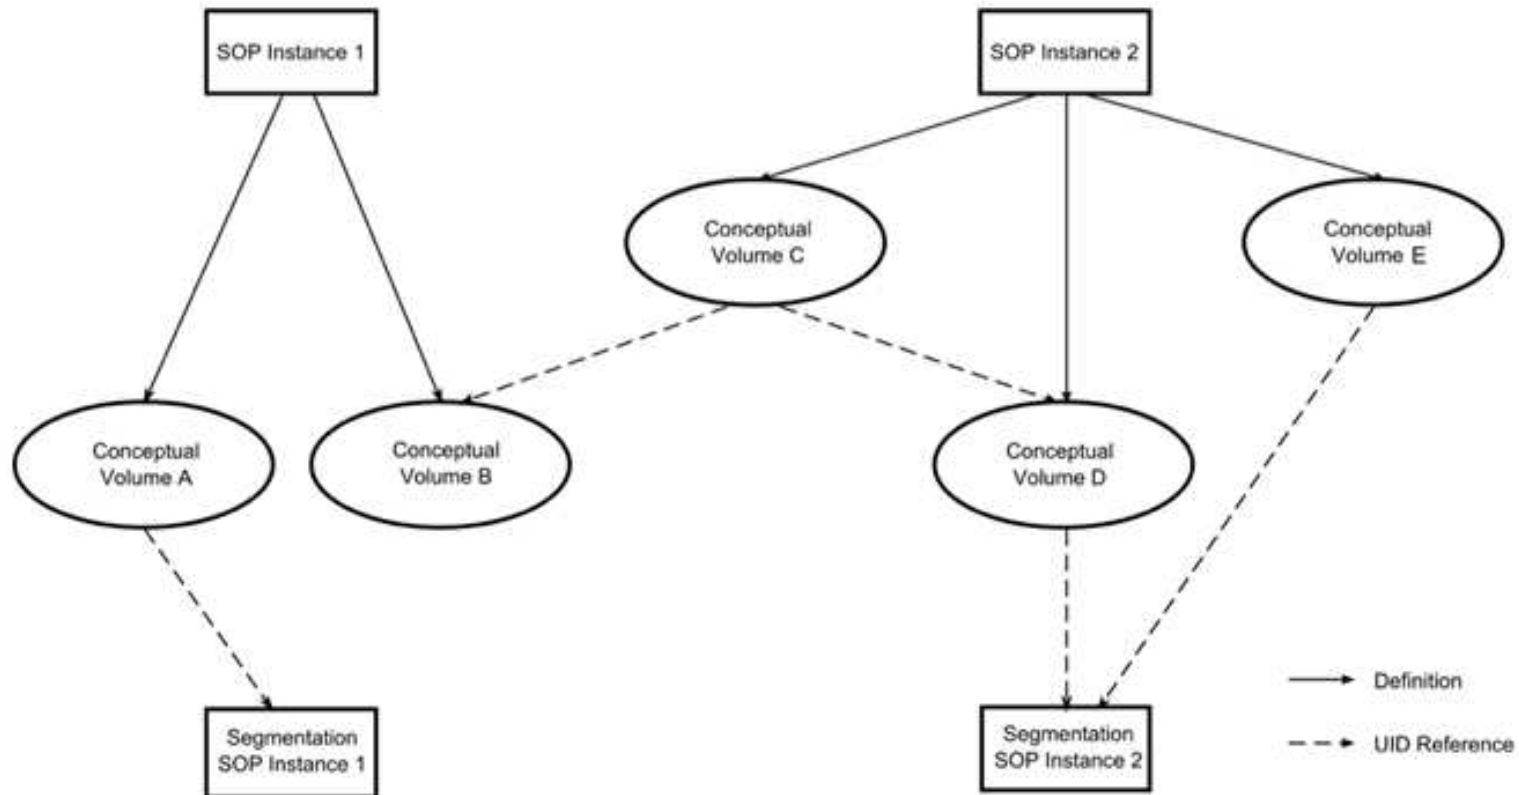 SOP Instance 1
SOP Instance 2
Conceptual
Volume C
Conceptual
Volume E
Conceptual
Volume A
Conceptual
Volume B
Conceptual
Volume D
Segmentation
SOP Instance 1
Segmentation
SOP Instance 2
Definition
UID Reference